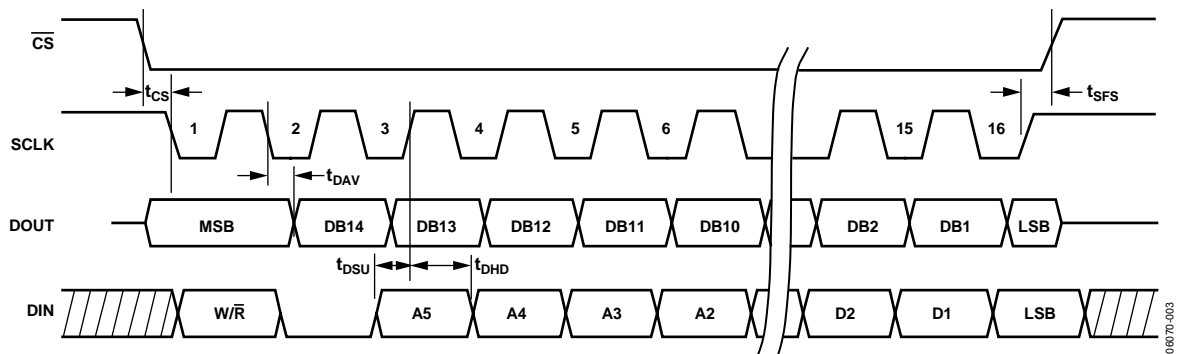 CS
tCS
tSFS
SCLK
1 2 3 4 5 6 15 16
tDAV
DOUT
MSB DB14 DB13 DB12 DB11 DB10 DB2 DB1 LSB
tDSU
tDHD
DIN
W/R A5 A4 A3 A2 D2 D1 LSB
06070-003